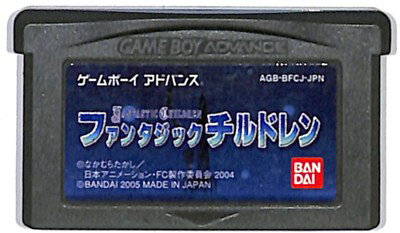 GAME BOY ADVANCE
ゲームボーイ アドバンス
AGB-BFCJ-JPN
FANTASTIC CHILDREN
ファンタジックチルドレン
©なかむらたかし/
日本アニメーション・FC製作委員会 2004
©BANDAI 2005 MADE IN JAPAN
BAN
DAI